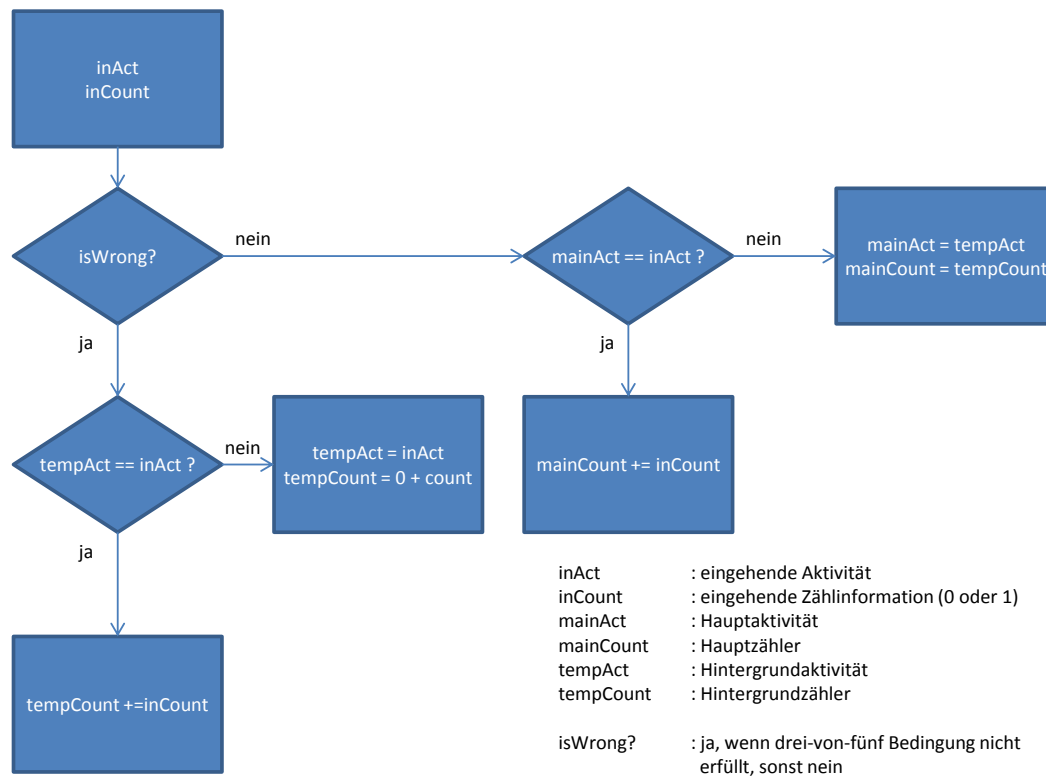 inAct
inCount
isWrong?
nein
mainAct == inAct ?
nein
mainAct = tempAct
mainCount = tempCount
ja
ja
tempAct == inAct ?
nein
tempAct = inAct
tempCount = 0 + count
mainCount += inCount
ja
tempCount +=inCount
inAct : eingehende Aktivität
inCount : eingehende Zählinformation (0 oder 1)
mainAct : Hauptaktivität
mainCount : Hauptzähler
tempAct : Hintergrundaktivität
tempCount : Hintergrundzähler
isWrong? : ja, wenn drei-von-fünf Bedingung nicht
erfüllt, sonst nein